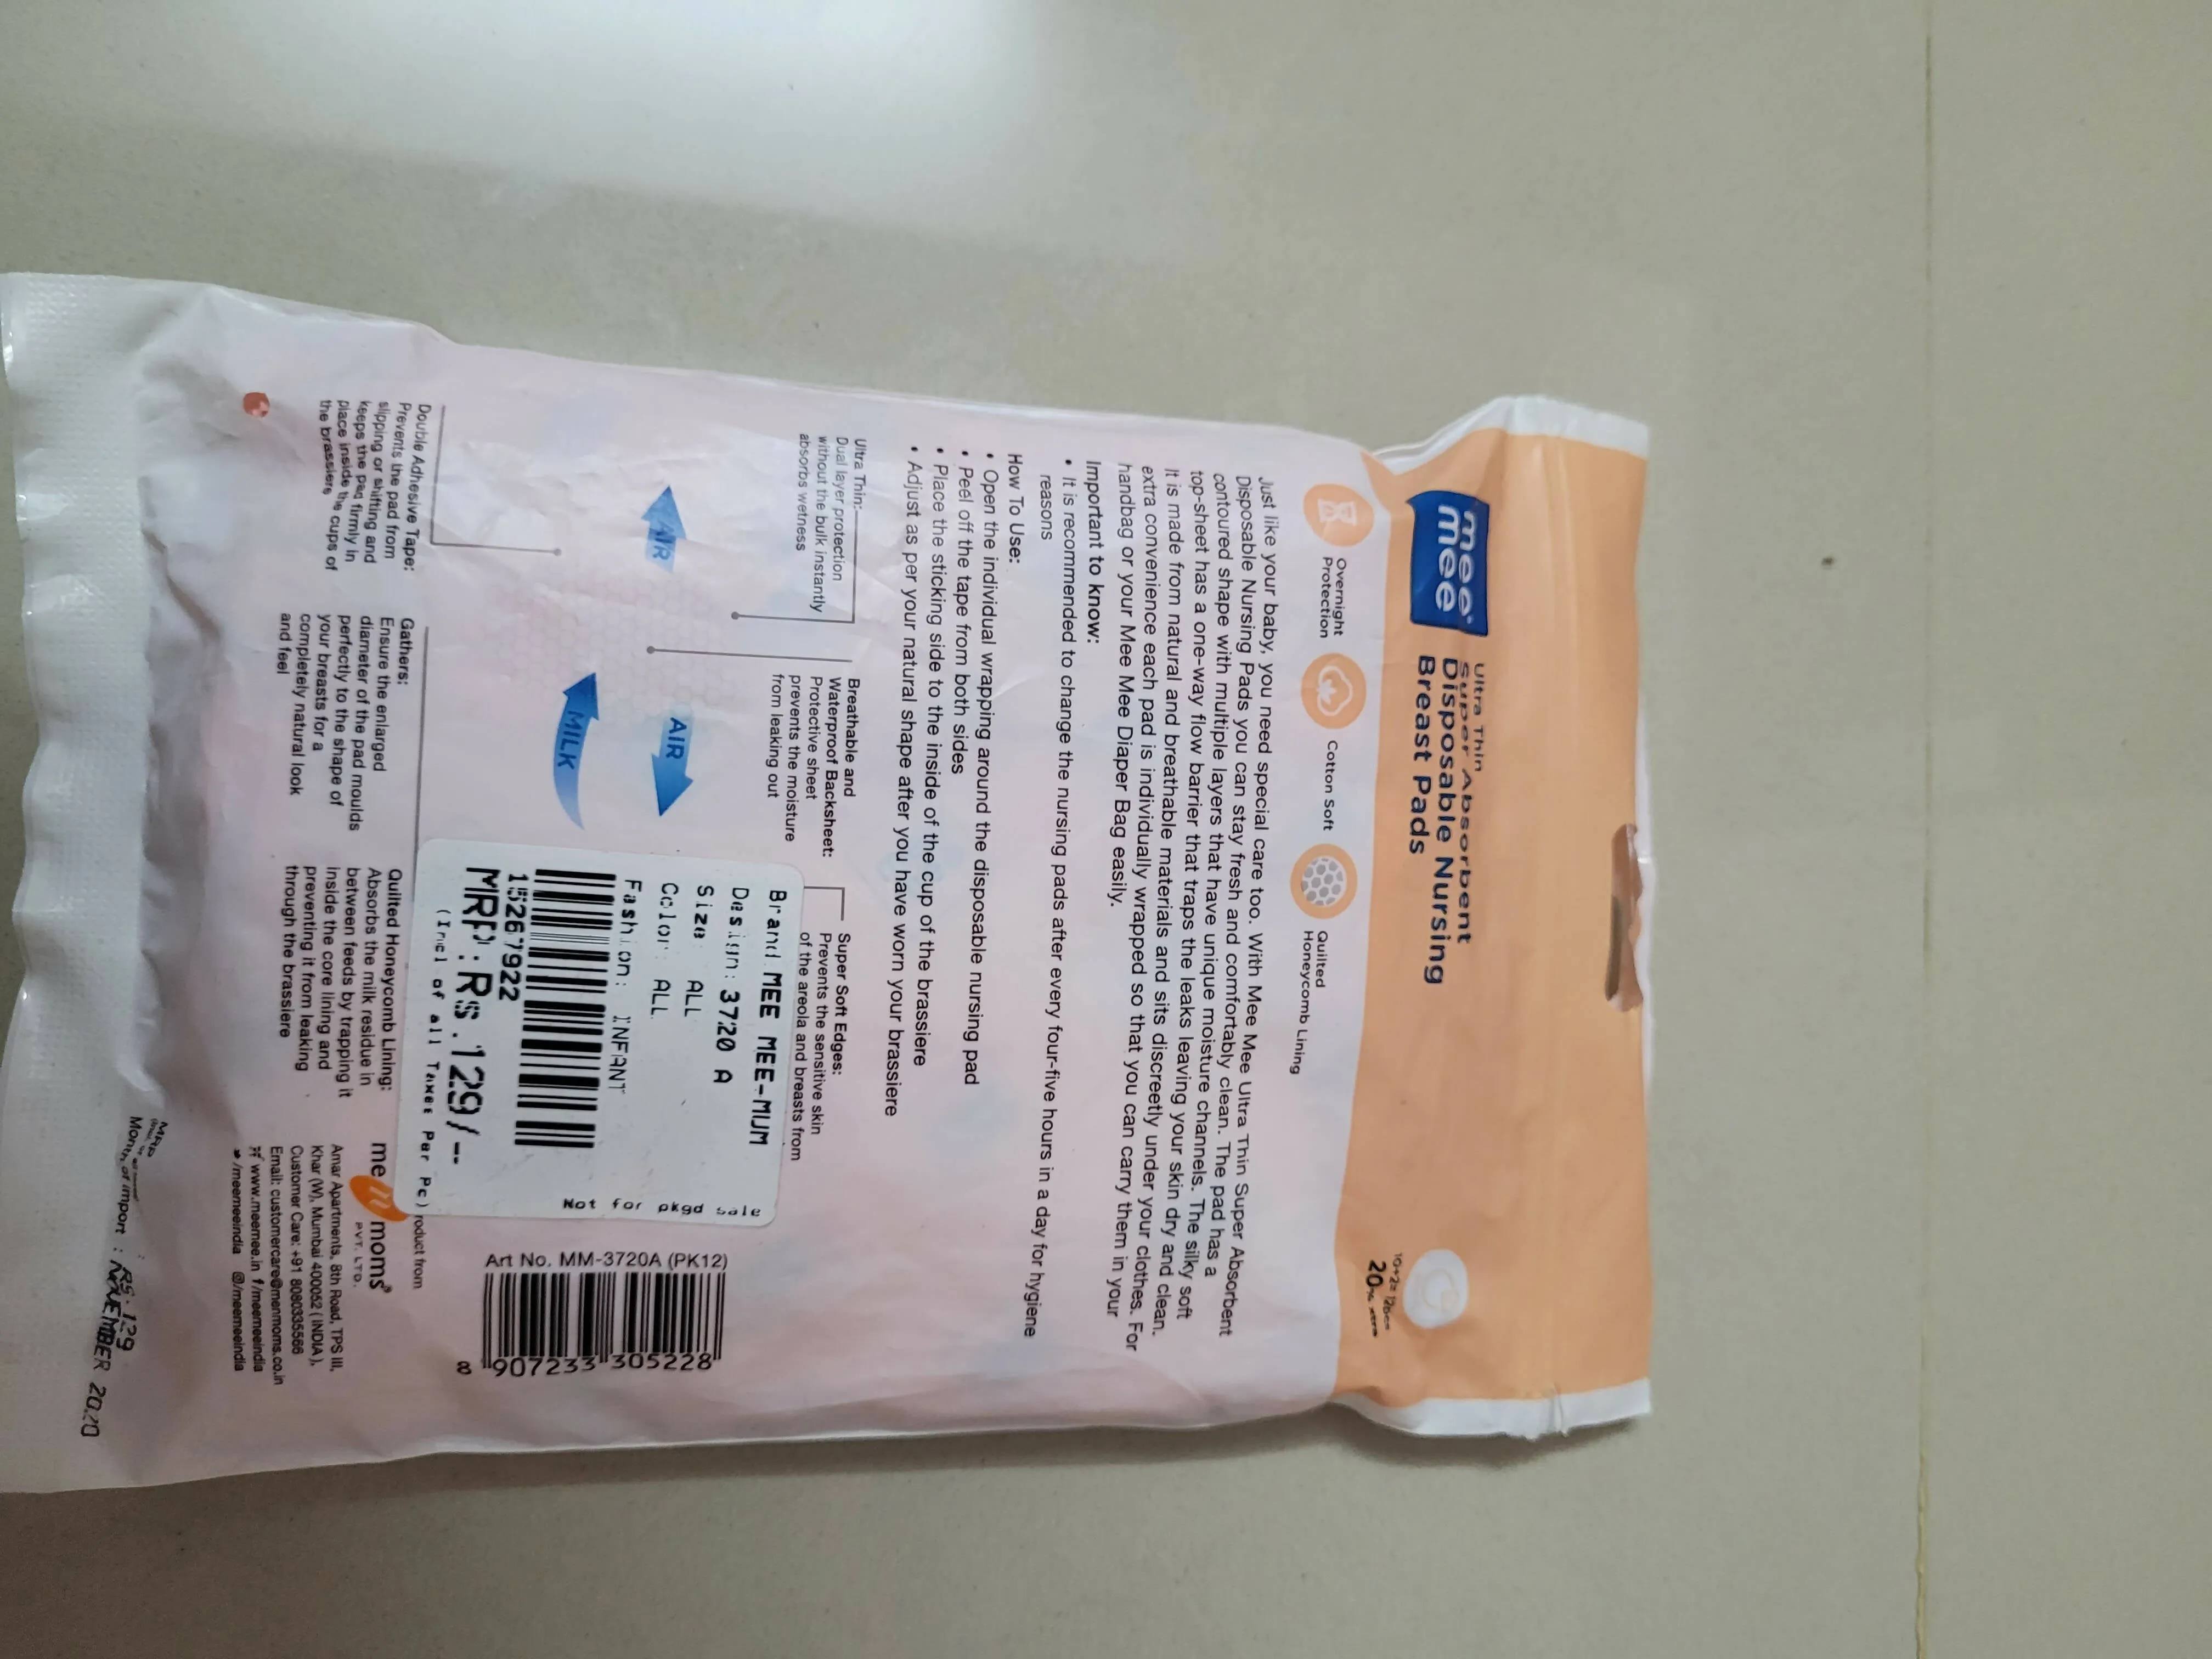 mee
mee
Ultra Thin
Super Absorbent
Disposable Nursing
Breast Pads
10+2=12pcs
20%
Overnight
Protection
Cotton Soft
Quilted
Honeycomb Lining
Just like your baby, you need special care too. With Mee Mee Ultra Thin Super Absorbent
Disposable Nursing Pads you can stay fresh and comfortably clean. The pad has a
contoured shape with multiple layers that have unique moisture channels. The silky soft
top-sheet has a one-way flow barrier that traps the leaks leaving your skin dry and clean.
It is made from natural and breathable materials and sits discreetly under your clothes. For
extra convenience each pad is individually wrapped so that you can carry them in your
handbag or your Mee Mee Diaper Bag easily.
Important to know:
• It is recommended to change the nursing pads after every four-five hours in a day for hygiene
reasons
How To Use:
• Open the individual wrapping around the disposable nursing pad
• Peel off the tape from both sides
• Place the sticking side to the inside of the cup of the brassiere
• Adjust as per your natural shape after you have worn your brassiere
Ultra Thin:
Dual layer protection
without the bulk instantly
absorbs wetness
Breathable and
Waterproof Backsheet:
Protective sheet
prevents the moisture
from leaking out
Super Soft Edges:
Prevents the sensitive skin
of the areola and breasts from
AIR
AIR
MILK
Brand MEE MEE-MUM
Design: 3720 A
Size ALL
Color: ALL
Fashion: INFANT
15267922
MRP: Rs.129/--
(Incl of all Taxes Per Pc)
Not for pkgd sale
Art No. MM-3720A (PK12)
8 907233 305228
Double Adhesive Tape:
Prevents the pad from
slipping or shifting and
keeps the pad firmly in
place inside the cups of
the brassiere
Gathers:
Ensure the enlarged
diameter of the pad moulds
perfectly to the shape of
your breasts for a
completely natural look
and feel
Quilted Honeycomb Lining:
Absorbs the milk residue in
between feeds by trapping it
inside the core lining and
preventing it from leaking
through the brassiere
roduct from
me n moms
PVT. LTD.
Amar Apartments, 8th Road, TPS III,
Khar (W), Mumbai 400052 (INDIA),
Customer Care: +91 8080035566
Email: customercare@menmoms.co.in
www.meemee.in f/meemeeindia
/meemeeindia /meemeeindia
Rs.129
Month of import : NOVEMBER 2020